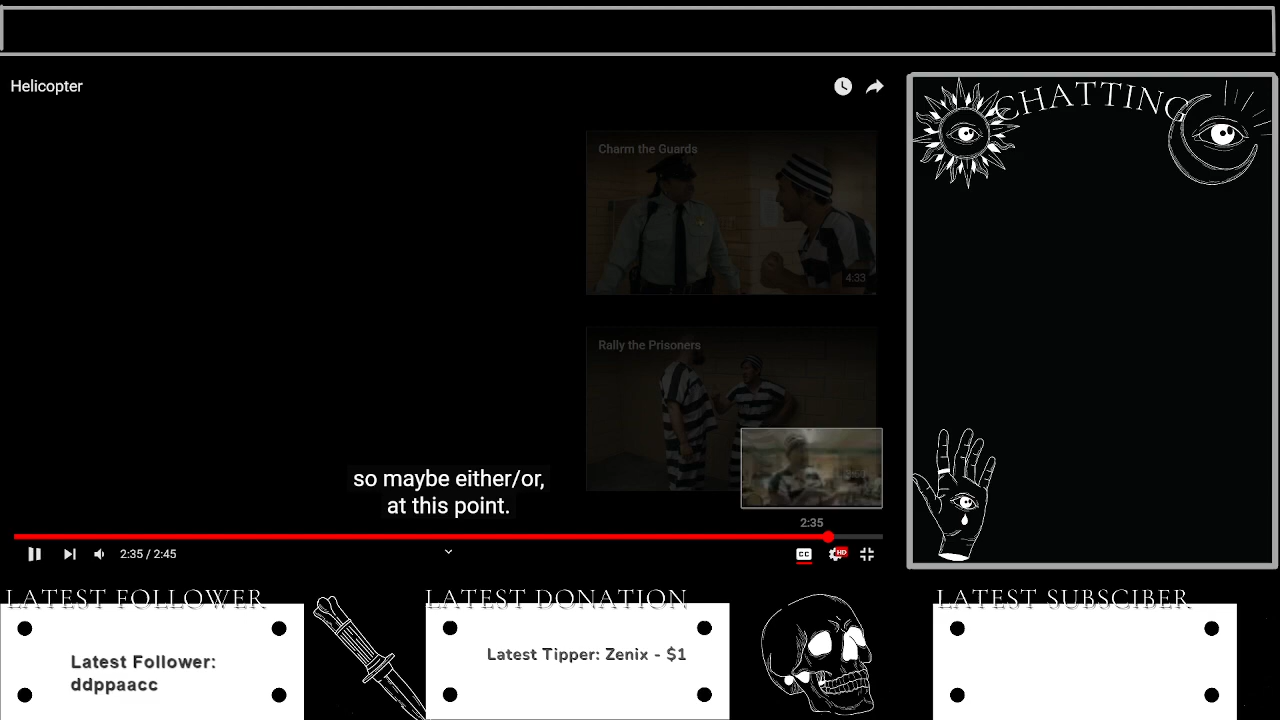 Helicopter
CHATTING
Charm the Guards
4:33
Rally the Prisoners
so maybe either/or,
at this point.
2:35
2:35 / 2:45
CC
HD
LATEST FOLLOWER
LATEST DONATION
LATEST SUBSCIBER
Latest Follower:
ddppaacc
Latest Tipper: Zenix - $1